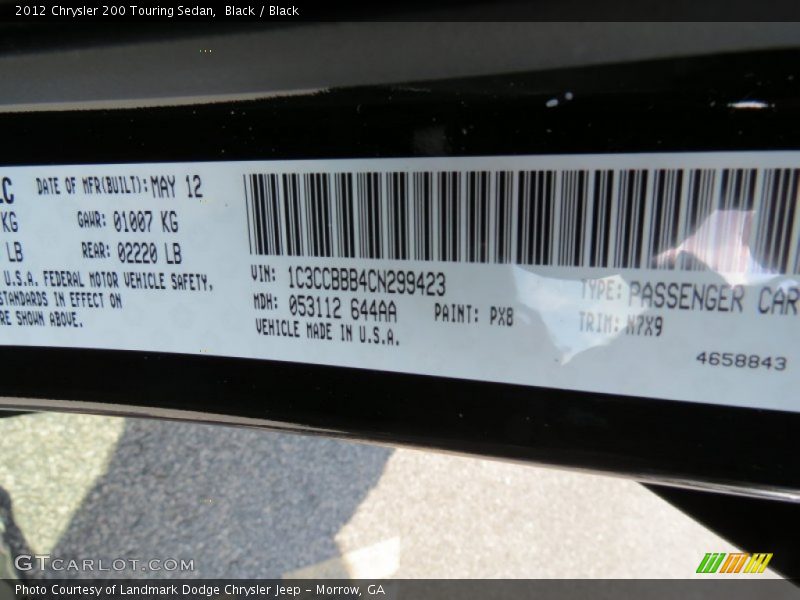 2012 Chrysler 200 Touring Sedan, Black / Black
LC DATE OF MFR(BUILT): MAY 12
KG GAWR: 01007 KG
LB REAR: 02220 LB
U.S.A. FEDERAL MOTOR VEHICLE SAFETY,
STANDARDS IN EFFECT ON
RE SHOWN ABOVE.
VIN: 1C3CCBBB4CN299423
MDH: 053112 644AA PAINT: PX8
VEHICLE MADE IN U.S.A.
TYPE: PASSENGER CAR
TRIM: N7X9
4658843
GTCARLOT.COM
Photo Courtesy of Landmark Dodge Chrysler Jeep - Morrow, GA